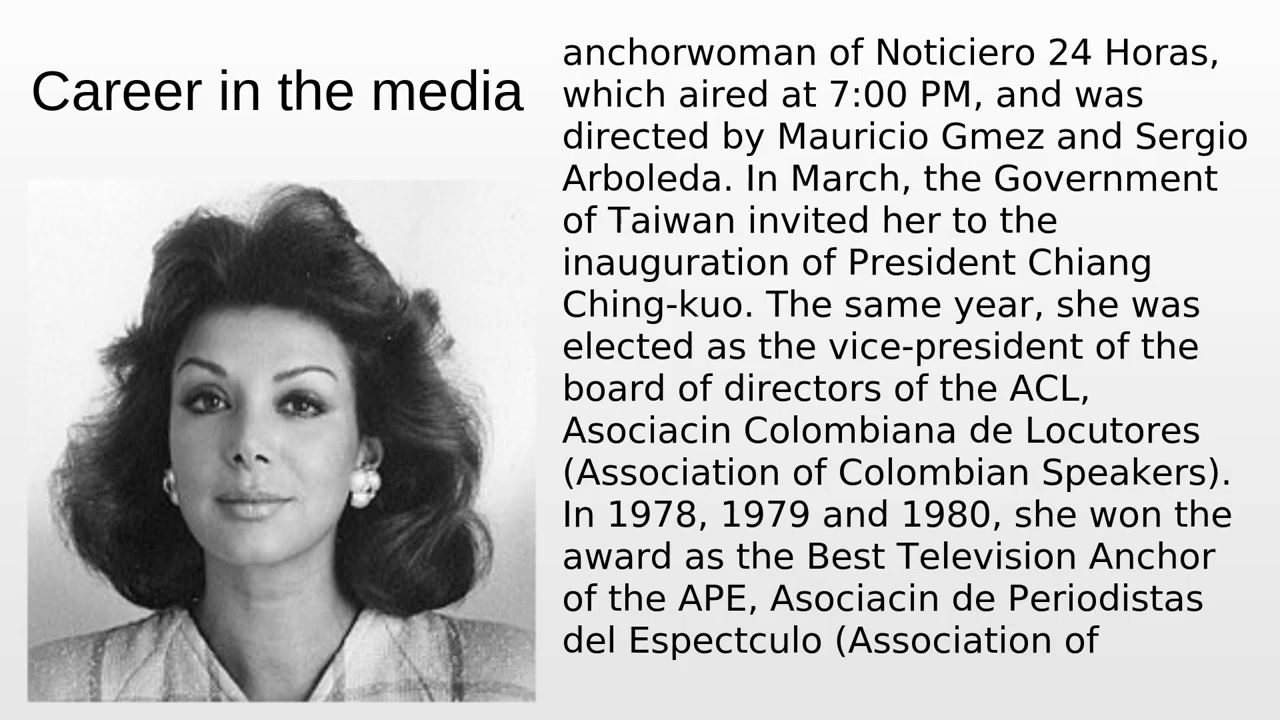 Career in the media
anchorwoman of Noticiero 24 Horas,
which aired at 7:00 PM, and was
directed by Mauricio Gmez and Sergio
Arboleda. In March, the Government
of Taiwan invited her to the
inauguration of President Chiang
Ching-kuo. The same year, she was
elected as the vice-president of the
board of directors of the ACL,
Asociacin Colombiana de Locutores
(Association of Colombian Speakers).
In 1978, 1979 and 1980, she won the
award as the Best Television Anchor
of the APE, Asociacin de Periodistas
del Espectculo (Association of